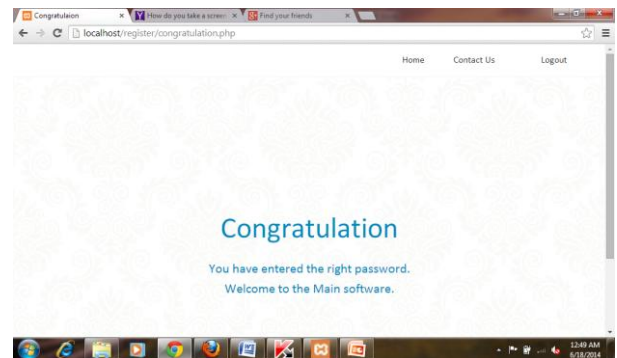 Congratulaion
How do you take a screen
Find your friends
localhost/register/congratulation.php
Home Contact Us Logout
Congratulation
You have entered the right password.
Welcome to the Main software.
12:49 AM
6/18/2014